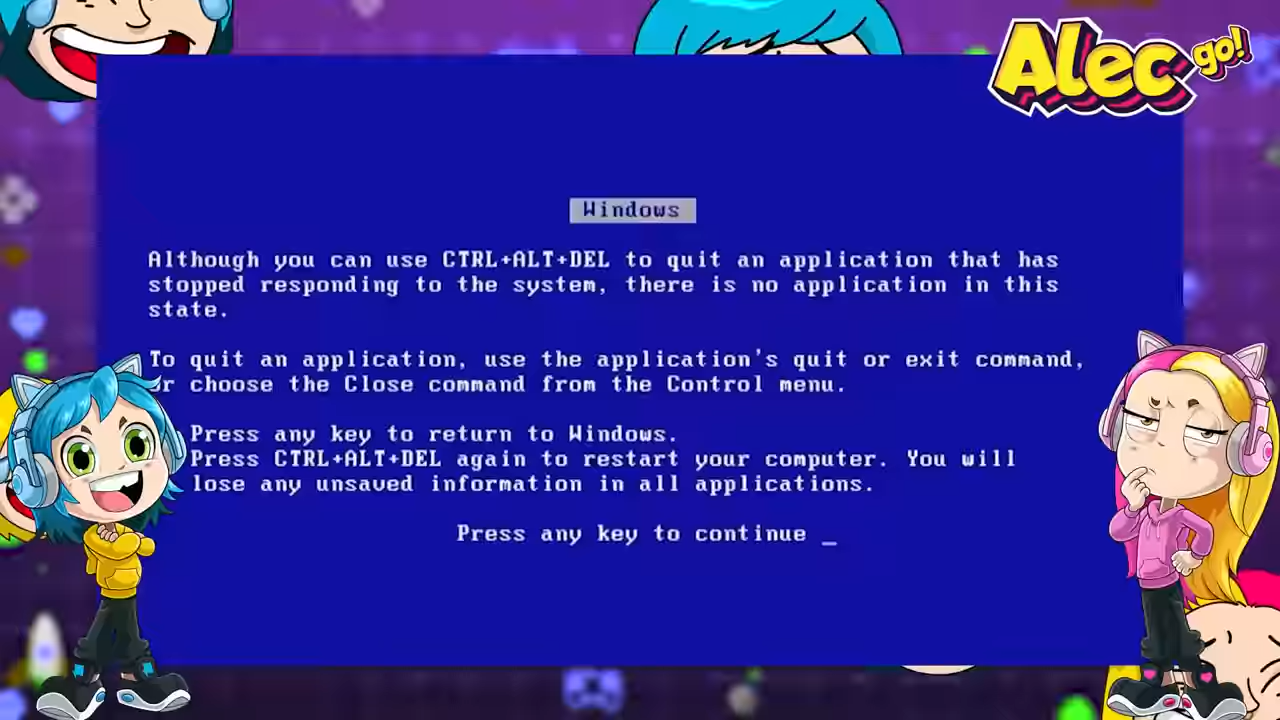 Alec go!
Windows
Although you can use CTRL+ALT+DEL to quit an application that has
stopped responding to the system, there is no application in this
state.
To quit an application, use the application's quit or exit command,
or choose the Close command from the Control menu.
Press any key to return to Windows.
Press CTRL+ALT+DEL again to restart your computer. You will
lose any unsaved information in all applications.
Press any key to continue _